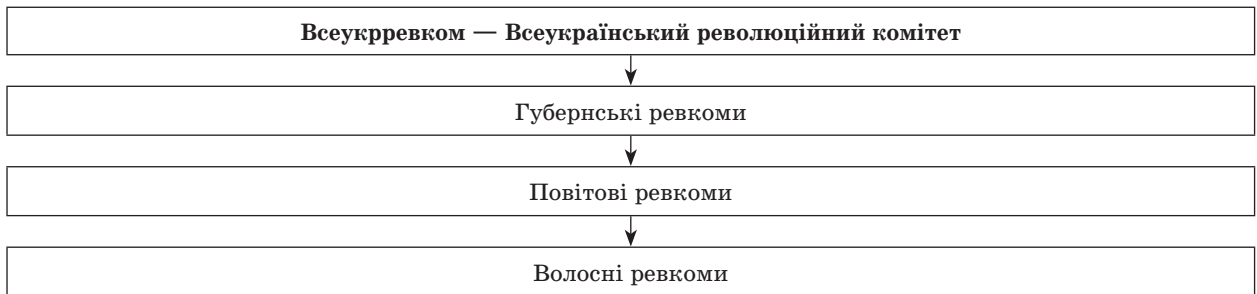 Всеукрревком — Всеукраїнський революційний комітет
Губернські ревкоми
Повітові ревкоми
Волосні ревкоми